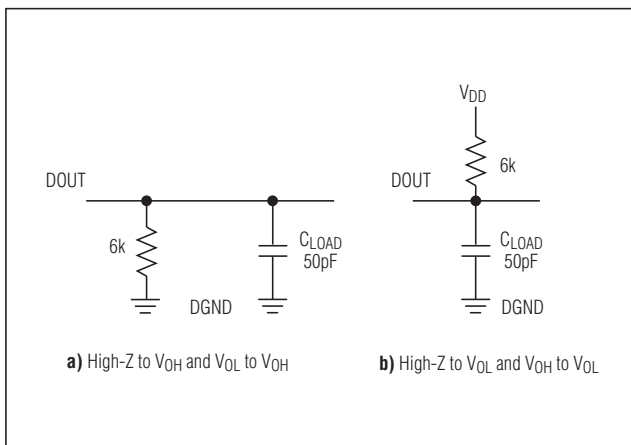 DOUT
6k
CLOAD
50pF
DGND
a) High-Z to VOH and VOL to VOH
VDD
6k
DOUT
CLOAD
50pF
DGND
b) High-Z to VOL and VOH to VOL